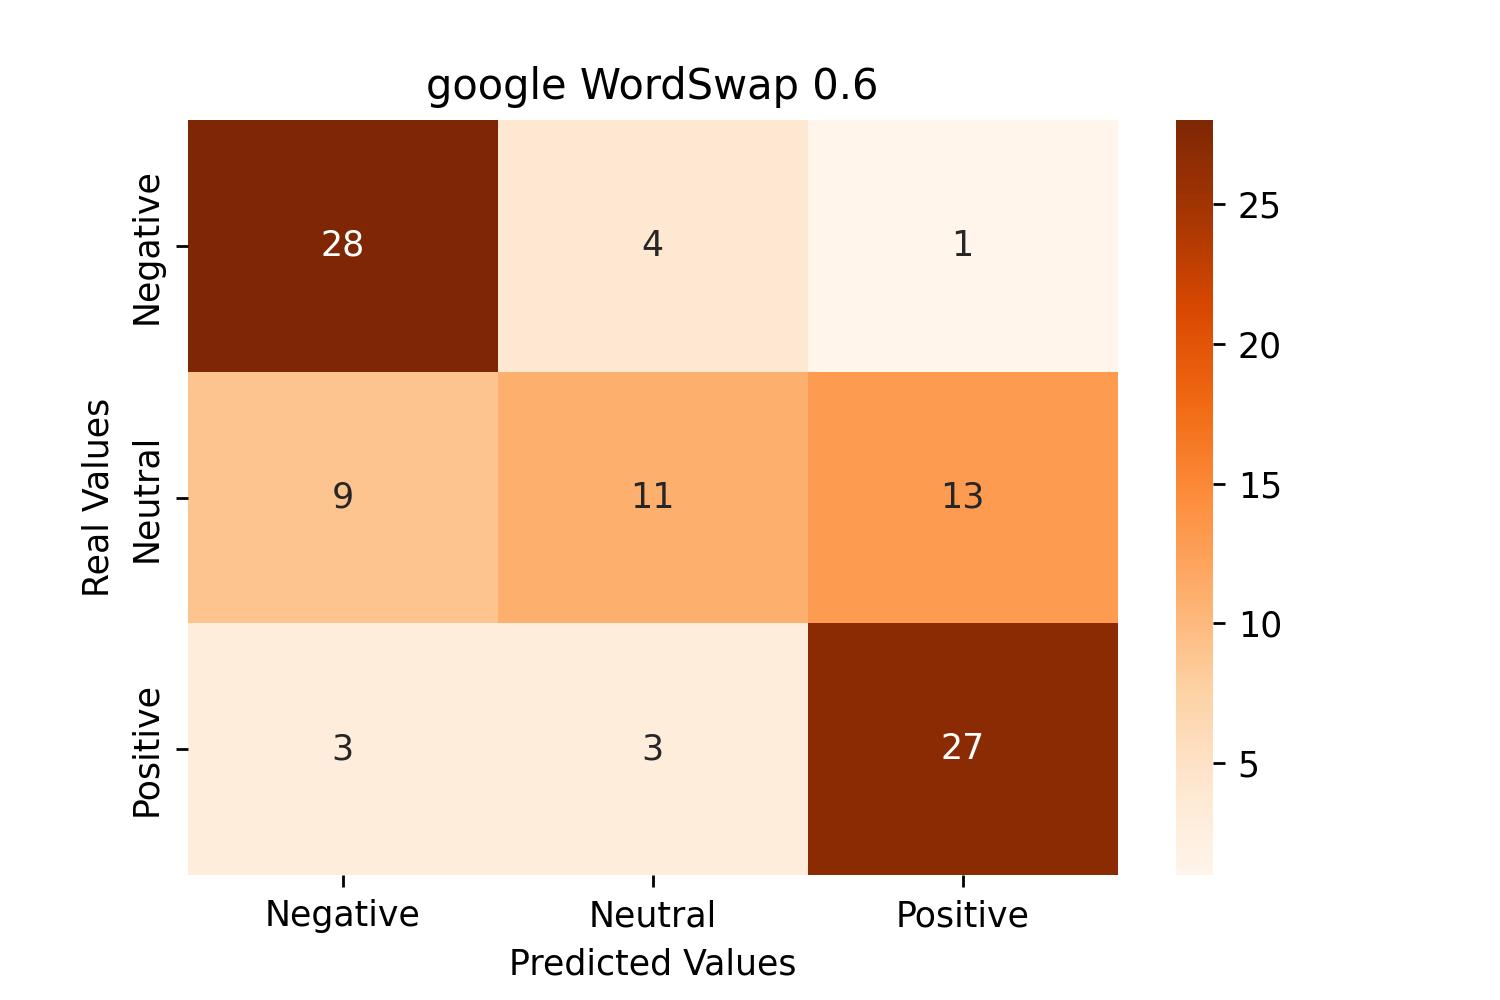 google WordSwap 0.6
Real Values
Negative
28 4 1
Neutral
9 11 13
Positive
3 3 27
Negative Neutral Positive
Predicted Values
25
20
15
10
5